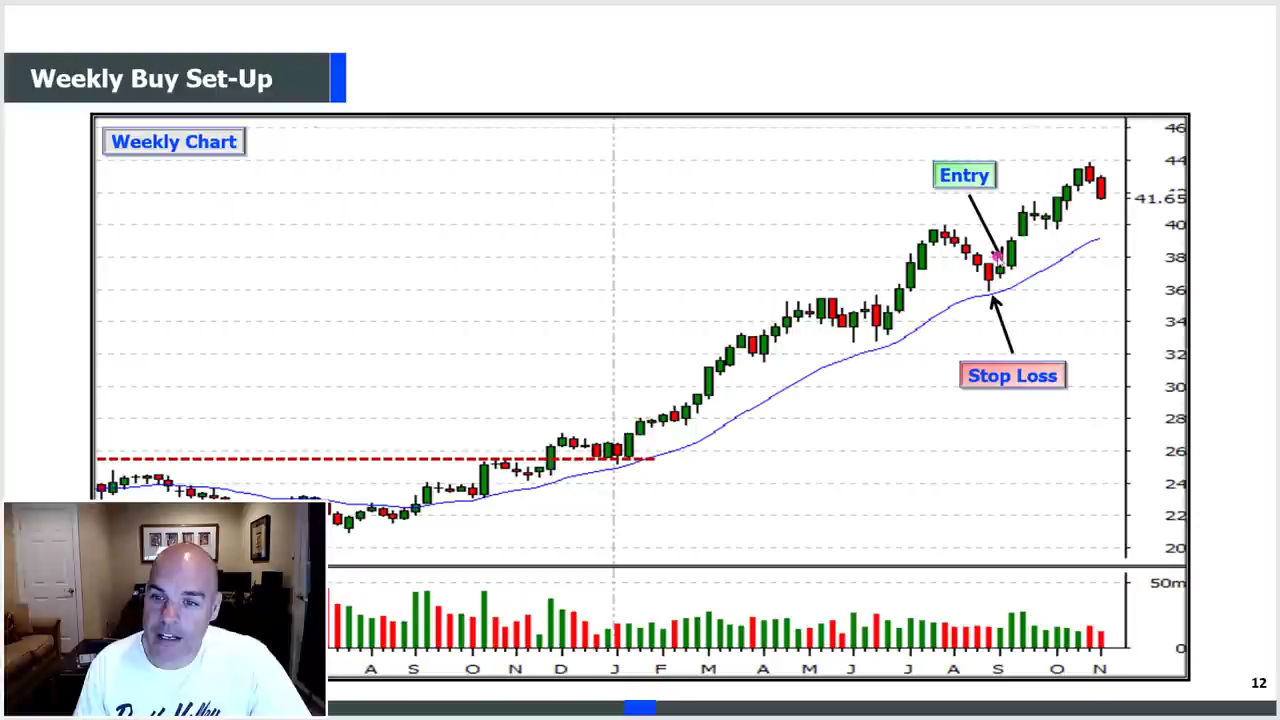 Weekly Buy Set-Up
Weekly Chart
Entry
Stop Loss
46
44
42
41.65
40
38
36
34
32
30
28
26
24
22
20
50m
0
A S O N D J F M A M J J A S O N
12